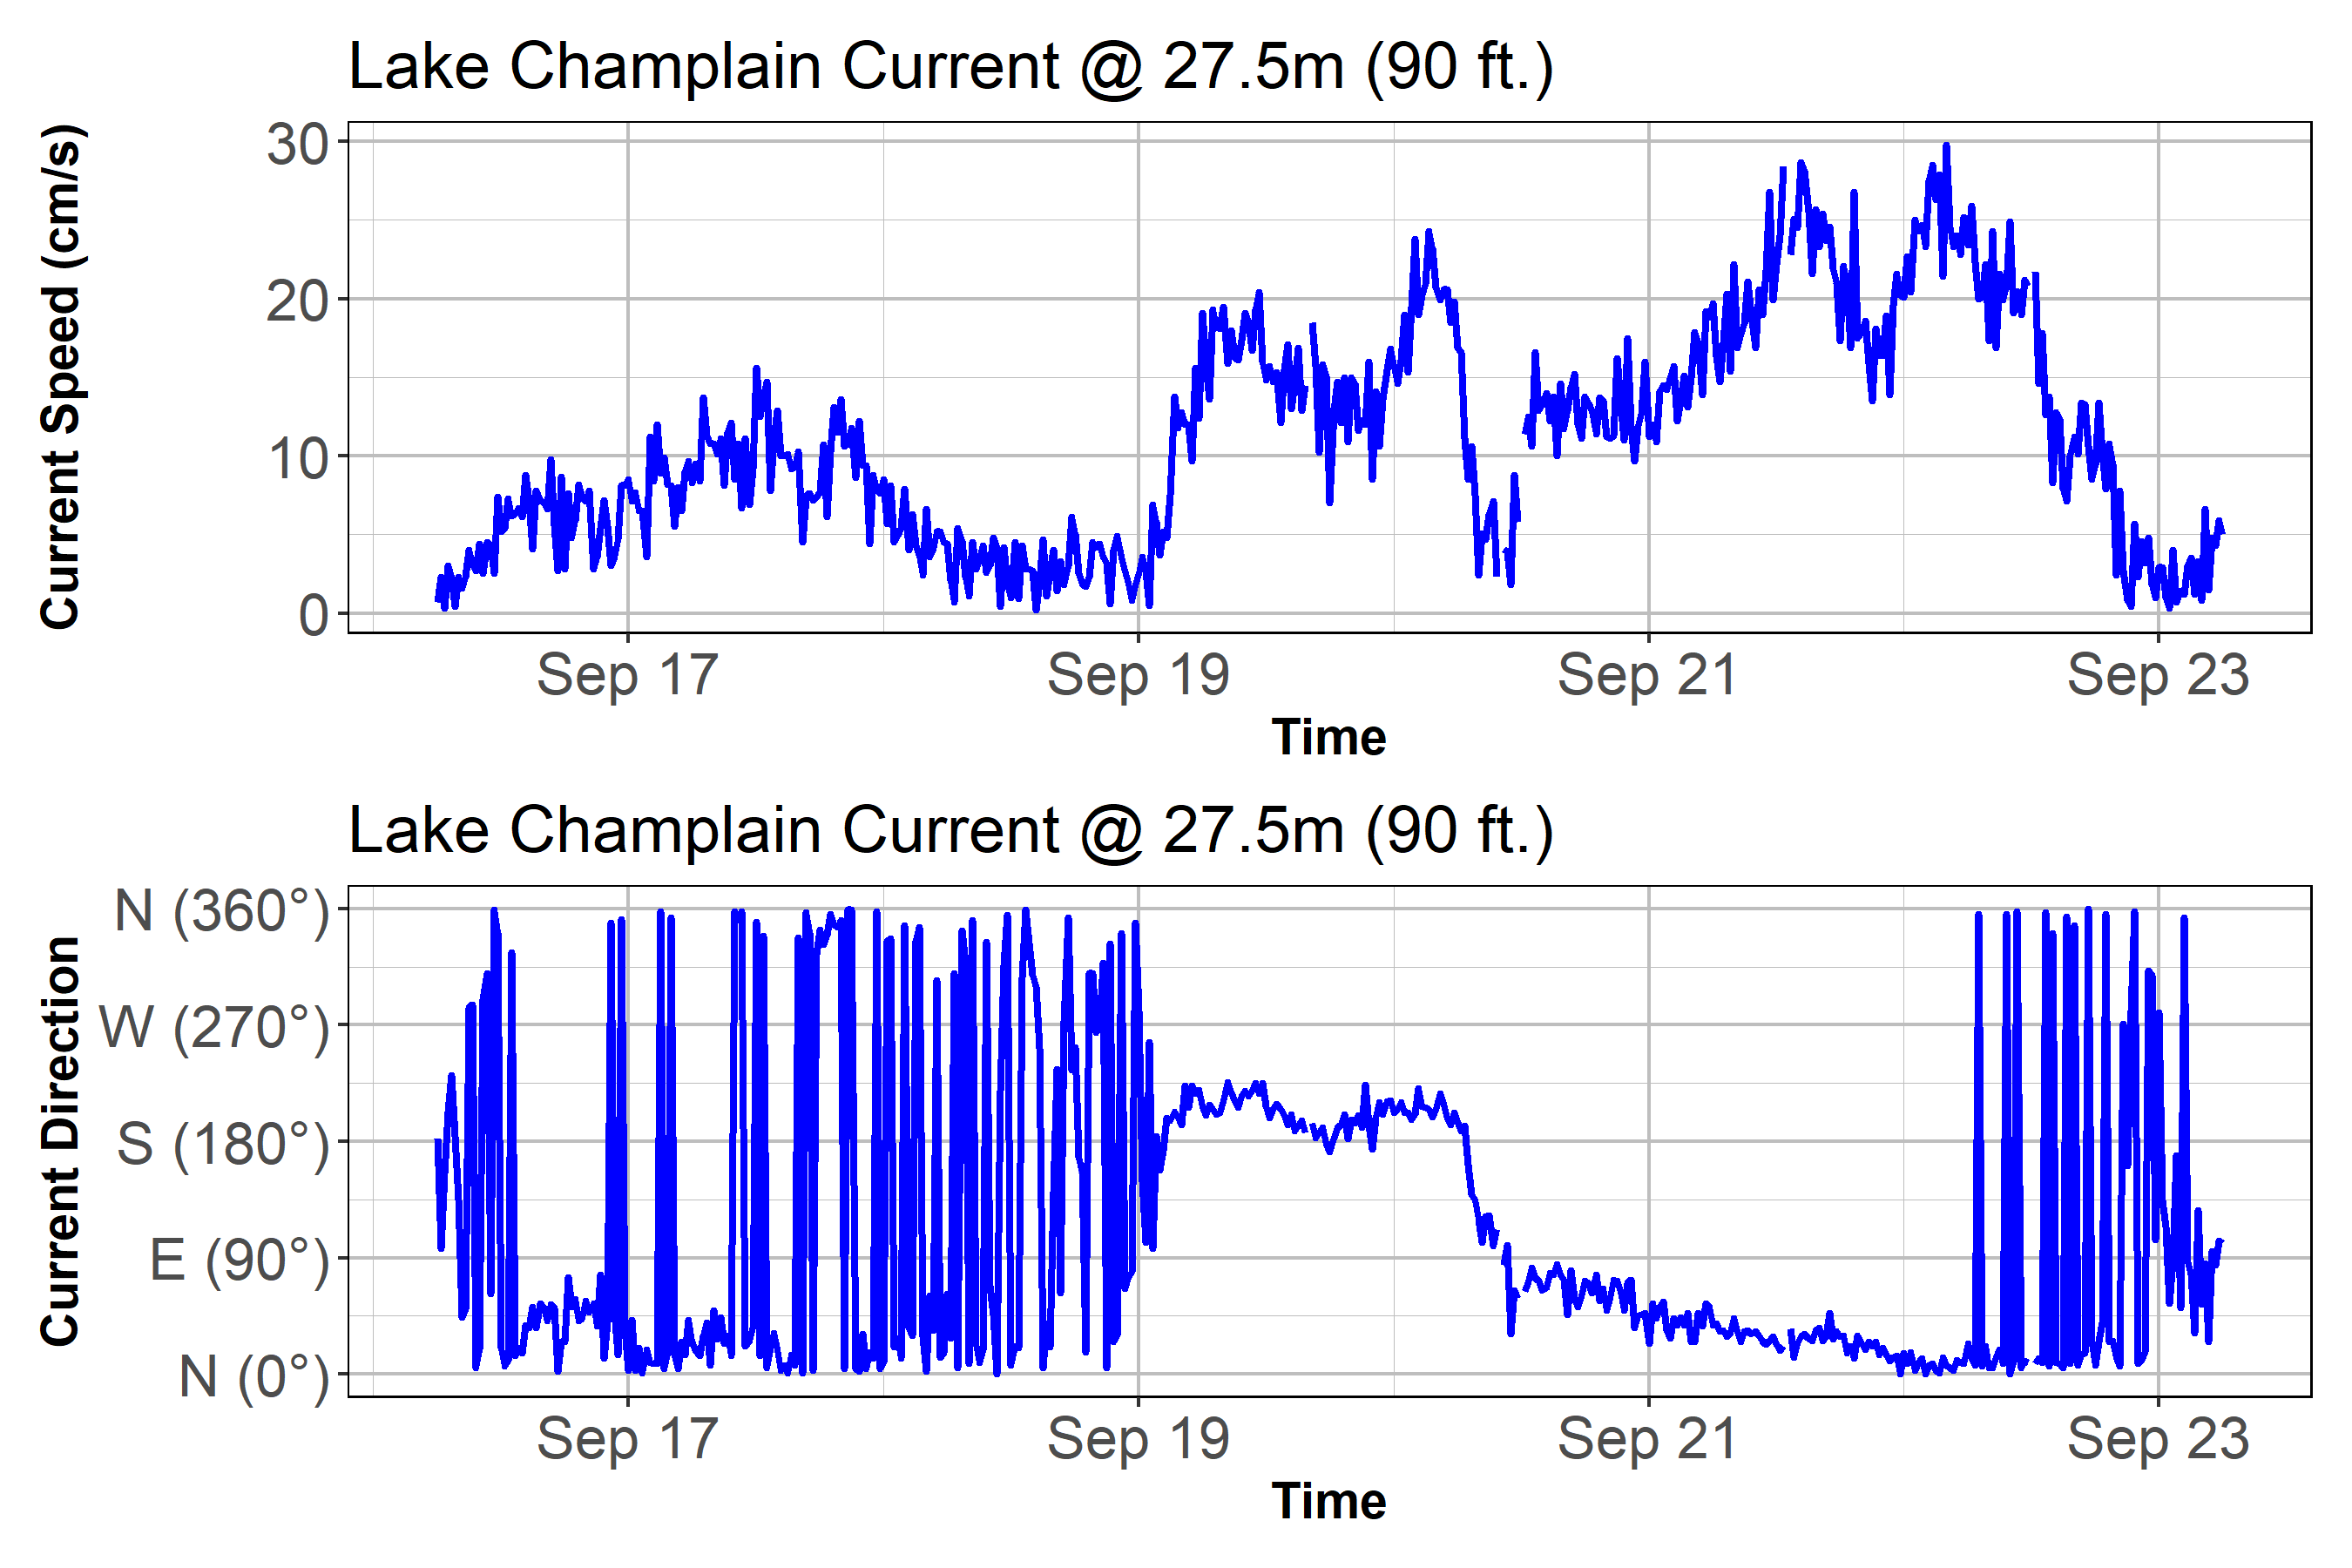 Lake Champlain Current @ 27.5m (90 ft.)
Current Speed (cm/s)
30
20
10
0
Sep 17 Sep 19 Sep 21 Sep 23
Time
Lake Champlain Current @ 27.5m (90 ft.)
Current Direction
N (360°)
W (270°)
S (180°)
E (90°)
N (0°)
Sep 17 Sep 19 Sep 21 Sep 23
Time